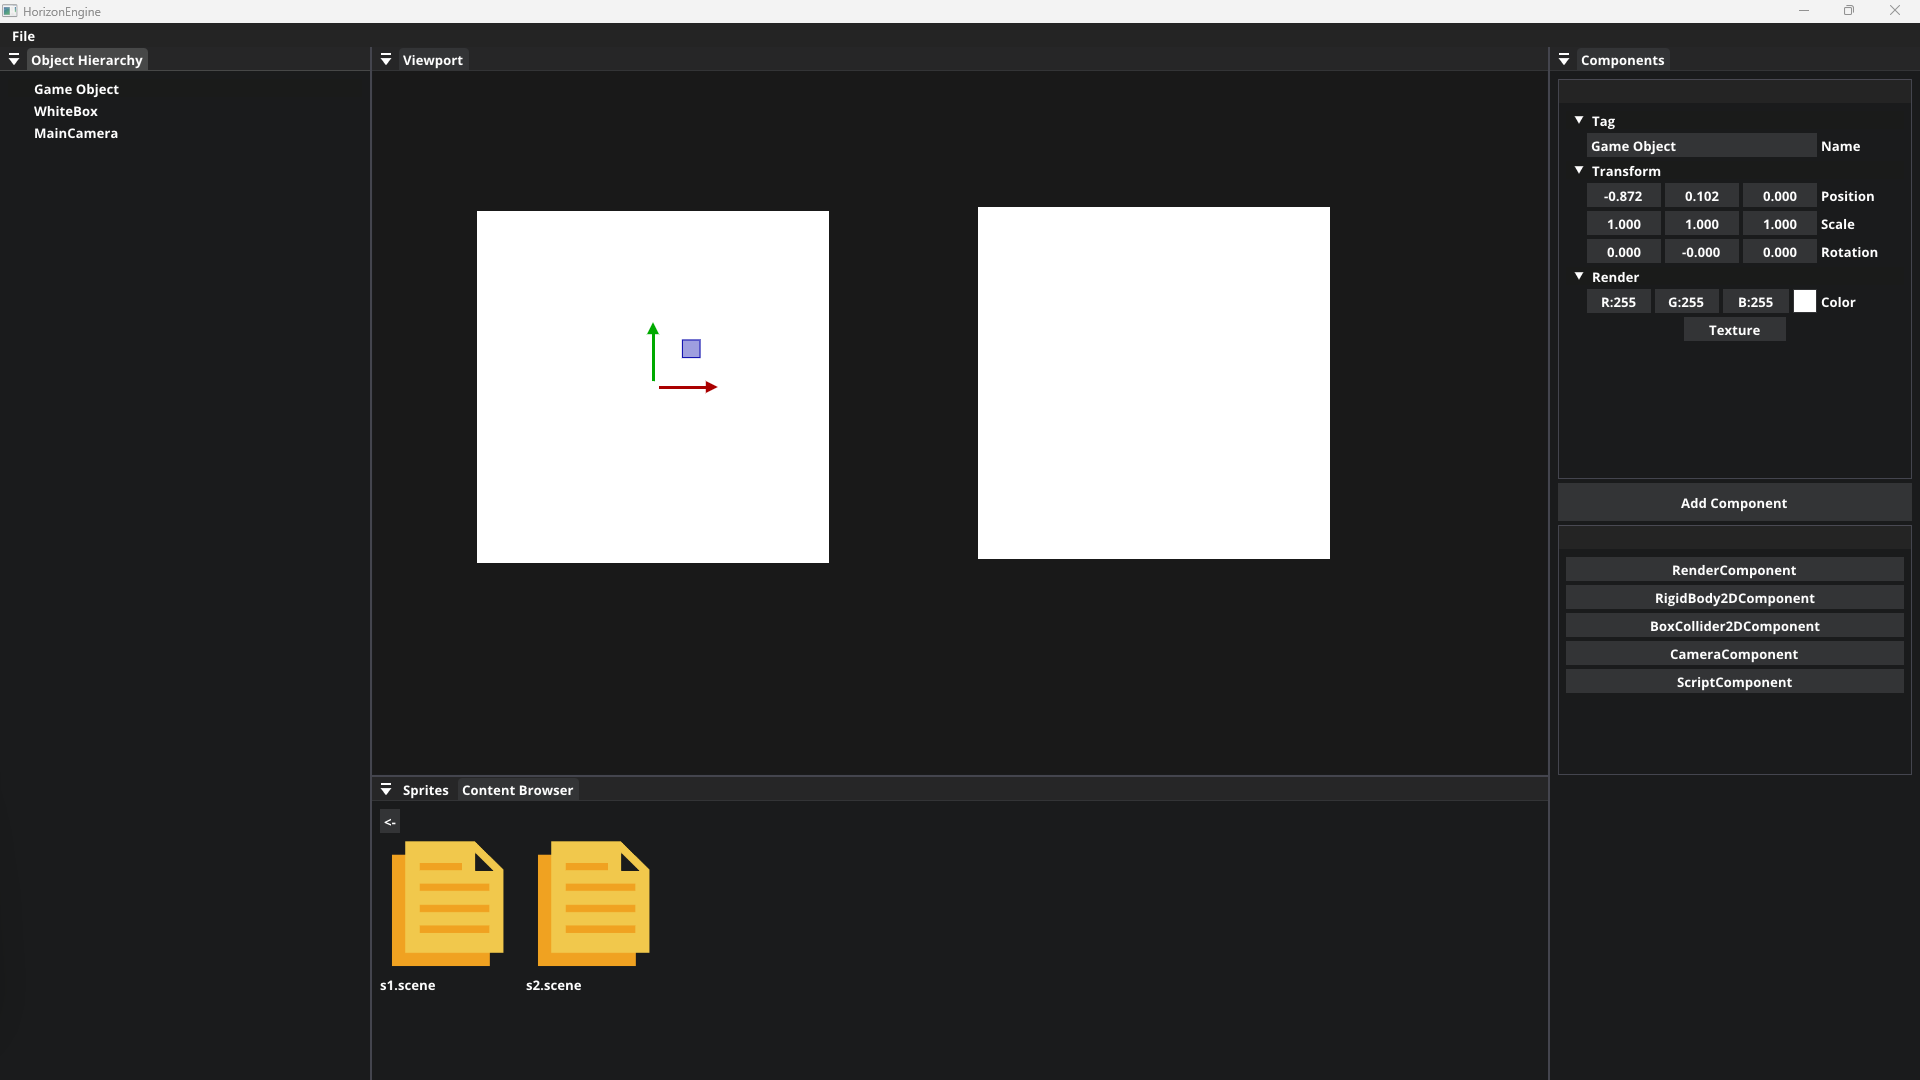 HorizonEngine
File
Object Hierarchy
Game Object
WhiteBox
MainCamera
Viewport
Components
Tag
Game Object Name
Transform
-0.872 0.102 0.000 Position
1.000 1.000 1.000 Scale
0.000 -0.000 0.000 Rotation
Render
R:255 G:255 B:255 Color
Texture
Add Component
RenderComponent
RigidBody2DComponent
BoxCollider2DComponent
CameraComponent
ScriptComponent
Sprites Content Browser
<-
s1.scene s2.scene